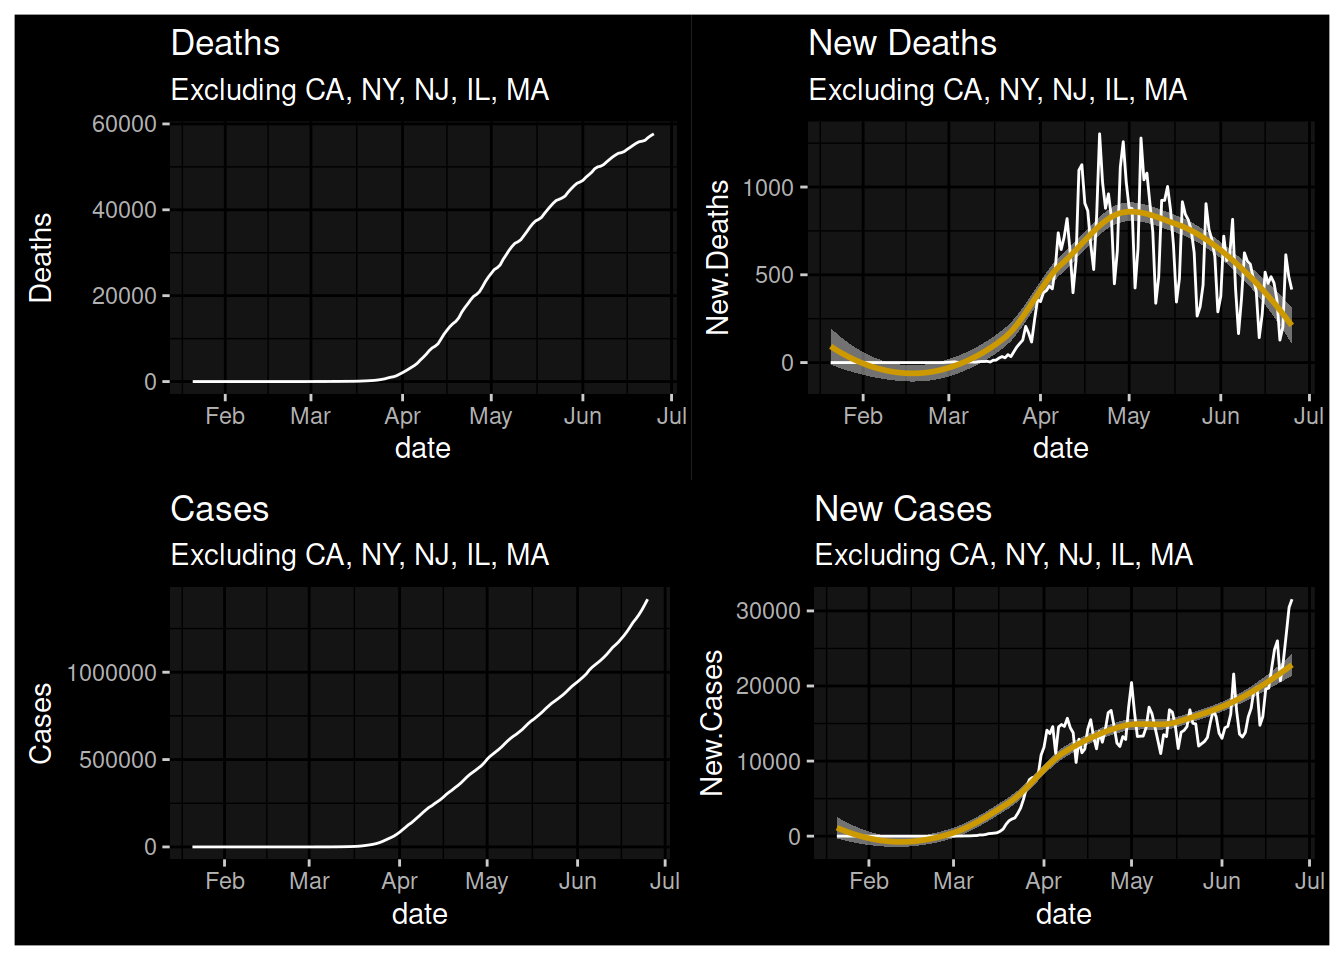 Deaths
Excluding CA, NY, NJ, IL, MA
60000
40000
20000
0
Deaths
Feb Mar Apr May Jun Jul
date
New Deaths
Excluding CA, NY, NJ, IL, MA
1000
500
0
New.Deaths
Feb Mar Apr May Jun Jul
date
Cases
Excluding CA, NY, NJ, IL, MA
1000000
500000
0
Cases
Feb Mar Apr May Jun Jul
date
New Cases
Excluding CA, NY, NJ, IL, MA
30000
20000
10000
0
New.Cases
Feb Mar Apr May Jun Jul
date